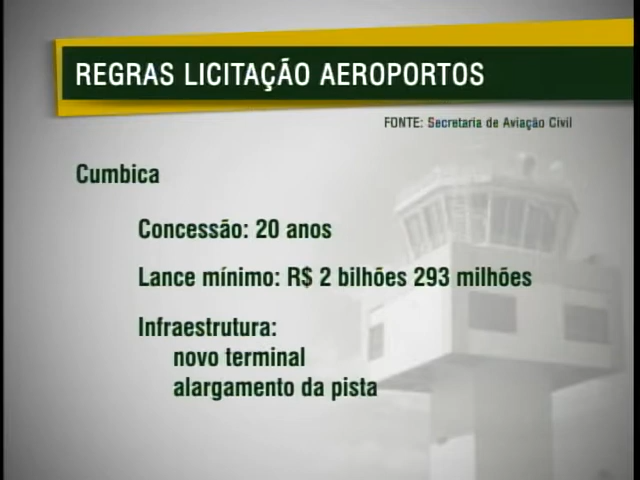 REGRAS LICITAÇÃO AEROPORTOS
FONTE: Secretaria de Aviação Civil
Cumbica
Concessão: 20 anos
Lance mínimo: R$ 2 bilhões 293 milhões
Infraestrutura:
novo terminal
alargamento da pista